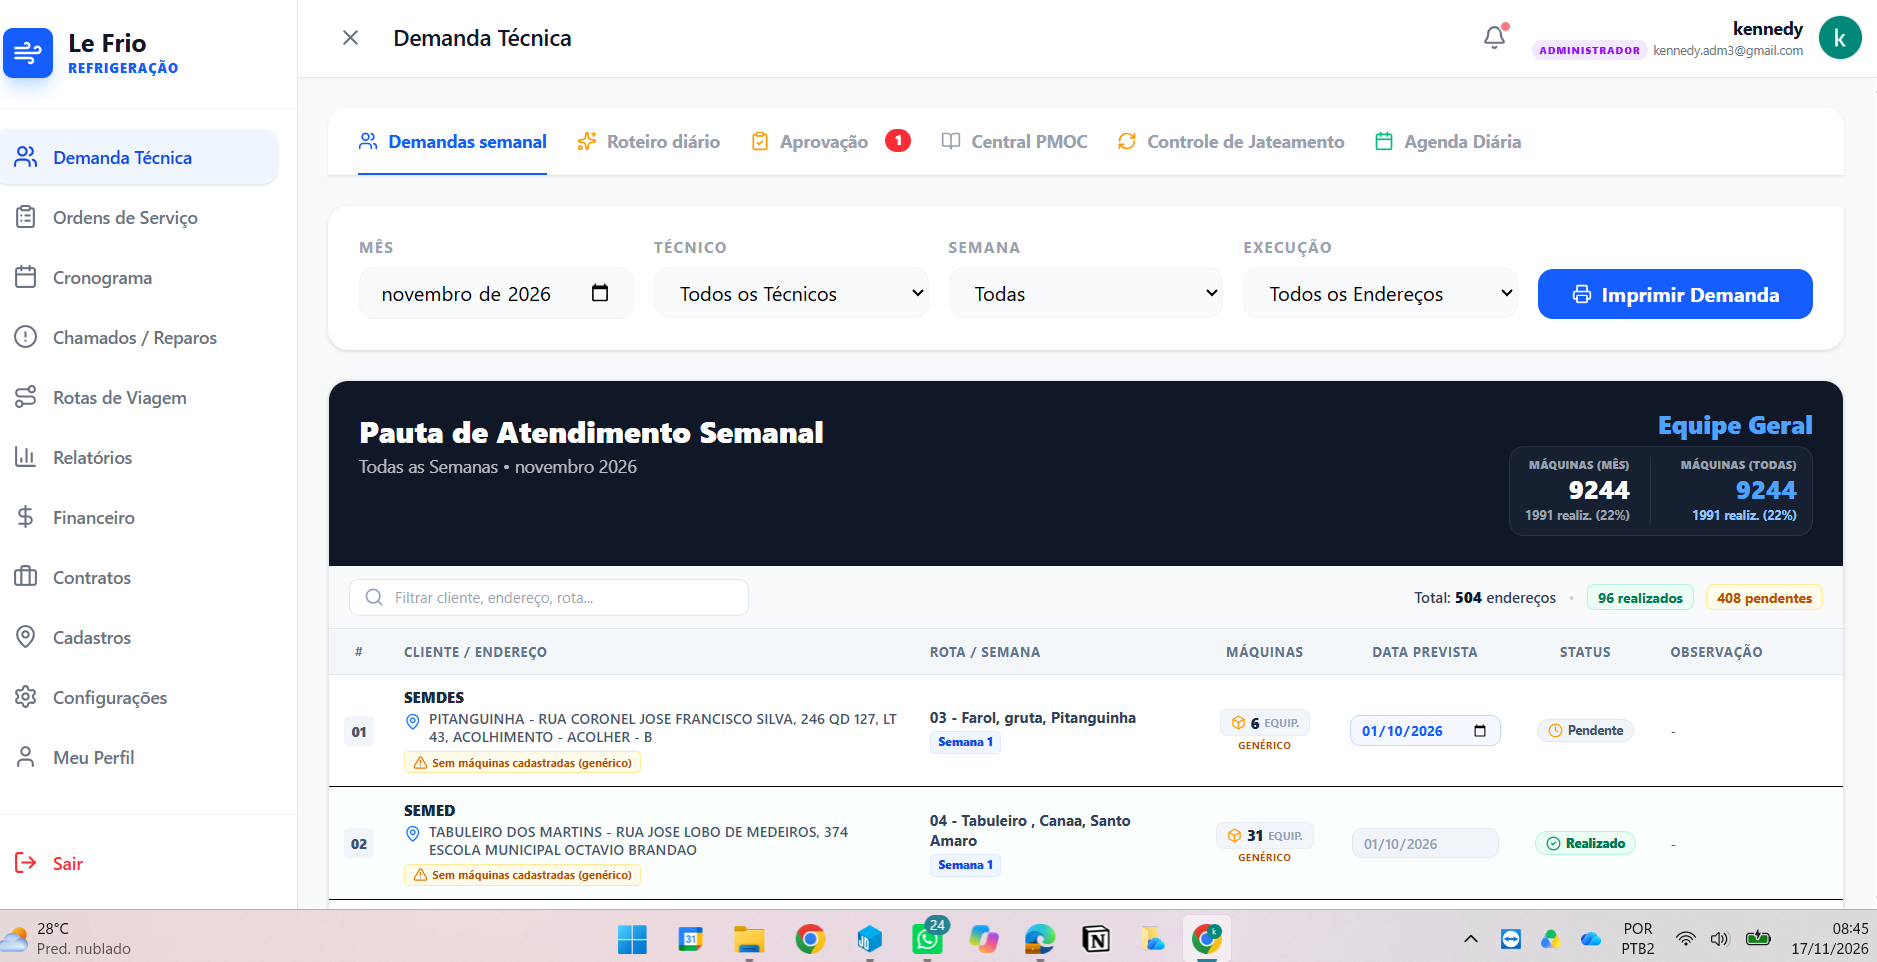 Le Frio
REFRIGERAÇÃO
Demanda Técnica
Ordens de Serviço
Cronograma
Chamados / Reparos
Rotas de Viagem
Relatórios
Financeiro
Contratos
Cadastros
Configurações
Meu Perfil
Sair
Demanda Técnica
kennedy
ADMINISTRADOR kennedy.adm3@gmail.com
k
Demandas semanal
Roteiro diário
Aprovação 1
Central PMOC
Controle de Jateamento
Agenda Diária
MÊS
novembro de 2026
TÉCNICO
Todos os Técnicos
SEMANA
Todas
EXECUÇÃO
Todos os Endereços
Imprimir Demanda
Pauta de Atendimento Semanal
Todas as Semanas • novembro 2026
Equipe Geral
MÁQUINAS (MÊS)
9244
1991 realiz. (22%)
MÁQUINAS (TODAS)
9244
1991 realiz. (22%)
Filtrar cliente, endereço, rota...
Total: 504 endereços • 96 realizados 408 pendentes
# CLIENTE / ENDEREÇO ROTA / SEMANA MÁQUINAS DATA PREVISTA STATUS OBSERVAÇÃO
01
SEMDES
PITANGUINHA - RUA CORONEL JOSE FRANCISCO SILVA, 246 QD 127, LT
43, ACOLHIMENTO - ACOLHER - B
Sem máquinas cadastradas (genérico)
03 - Farol, gruta, Pitanguinha
Semana 1
6 EQUIP.
GENÉRICO
01/10/2026
Pendente
-
02
SEMED
TABULEIRO DOS MARTINS - RUA JOSE LOBO DE MEDEIROS, 374
ESCOLA MUNICIPAL OCTAVIO BRANDAO
Sem máquinas cadastradas (genérico)
04 - Tabuleiro , Canaa, Santo
Amaro
Semana 1
31 EQUIP.
GENÉRICO
01/10/2026
Realizado
-
28°C
Pred. nublado
31
24
k
POR
PTB2
08:45
17/11/2026